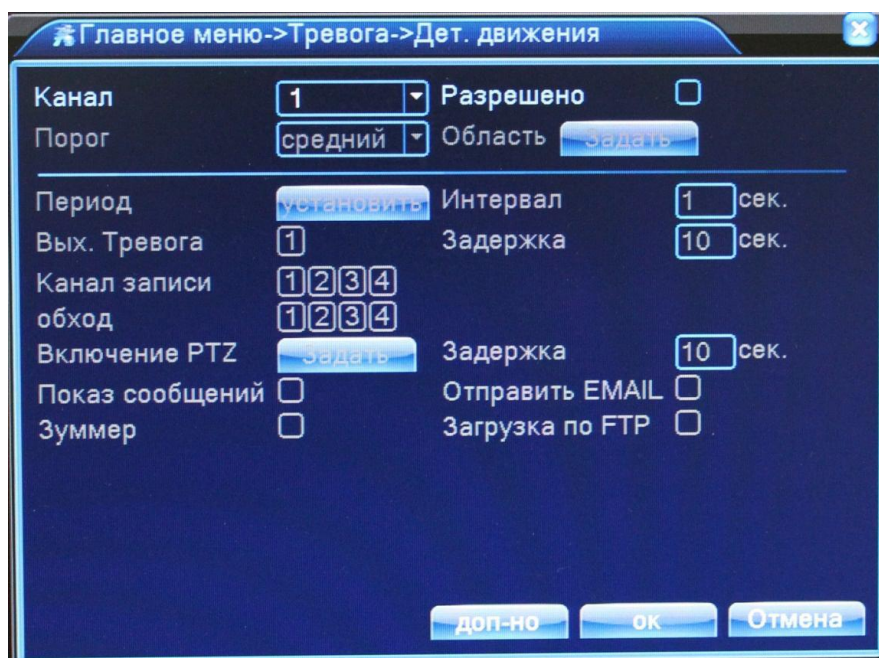 Главное меню->Тревога->Дет. движения
Канал 1 Разрешено
Порог средний Область Задать
Период установить Интервал 1 сек.
Вых. Тревога 1 Задержка 10 сек.
Канал записи 1 2 3 4
обход 1 2 3 4
Включение PTZ Задать Задержка 10 сек.
Показ сообщений Отправить EMAIL
Зуммер Загрузка по FTP
доп-но ок Отмена